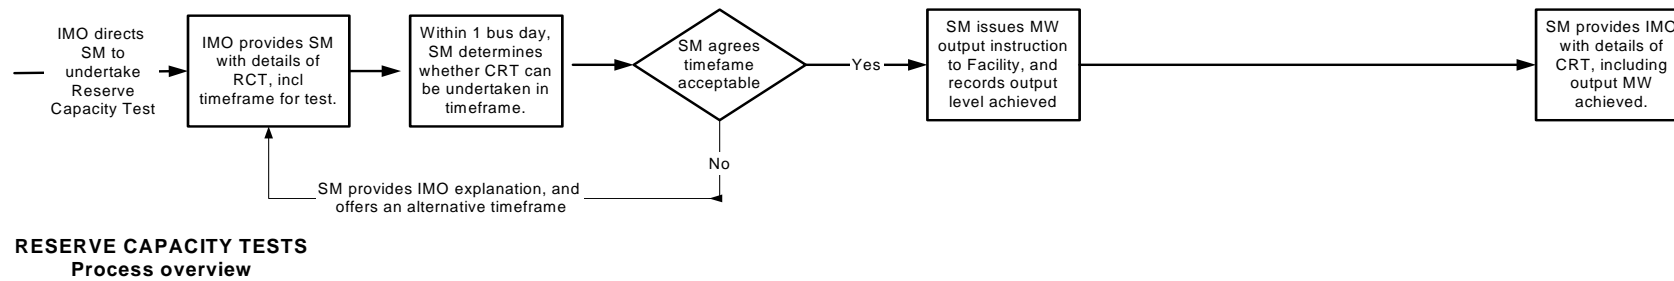 IMO directs
SM to
undertake
Reserve
Capacity Test
IMO provides SM
with details of
RCT, incl
timeframe for test.
Within 1 bus day,
SM determines
whether CRT can
be undertaken in
timeframe.
SM agrees
timefame
acceptable
Yes
SM issues MW
output instruction
to Facility, and
records output
level achieved
SM provides IMO
with details of
CRT, including
output MW
achieved.
No
SM provides IMO explanation, and
offers an alternative timeframe
RESERVE CAPACITY TESTS
Process overview